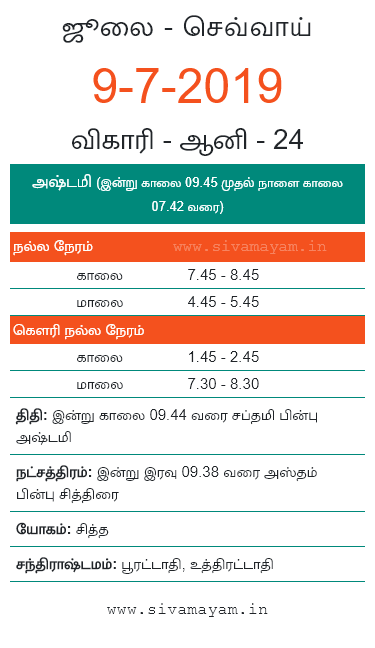 ஜூலை - செவ்வாய்
9-7-2019
விகாரி - ஆனி - 24
அஷ்டமி (இன்று காலை 09.45 முதல் நாளை காலை
07.42 வரை)
நல்ல நேரம் www.sivamayam.in
காலை 7.45 - 8.45
மாலை 4.45 - 5.45
கௌரி நல்ல நேரம்
காலை 1.45 - 2.45
மாலை 7.30 - 8.30
திதி: இன்று காலை 09.44 வரை சப்தமி பின்பு
அஷ்டமி
நட்சத்திரம்: இன்று இரவு 09.38 வரை அஸ்தம்
பின்பு சித்திரை
யோகம்: சித்த
சந்திராஷ்டமம்: பூரட்டாதி, உத்திரட்டாதி
www.sivamayam.in